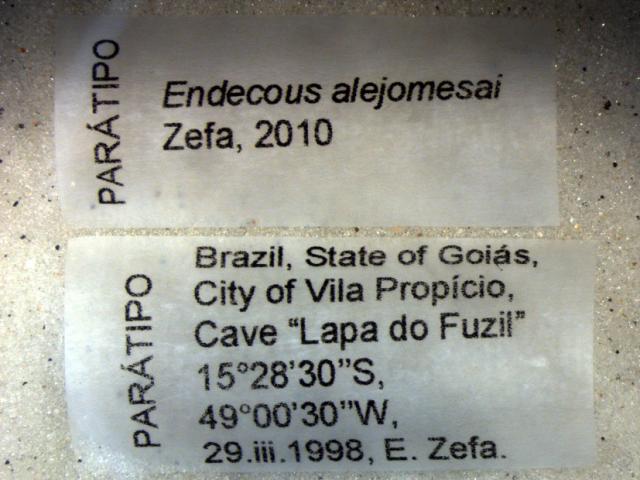 PARÁTIPO
Endecous alejomesai
Zefa, 2010
PARÁTIPO
Brazil, State of Goiás,
City of Vila Propício,
Cave “Lapa do Fuzil”
15°28'30”S,
49°00'30”W,
29.iii.1998, E. Zefa.